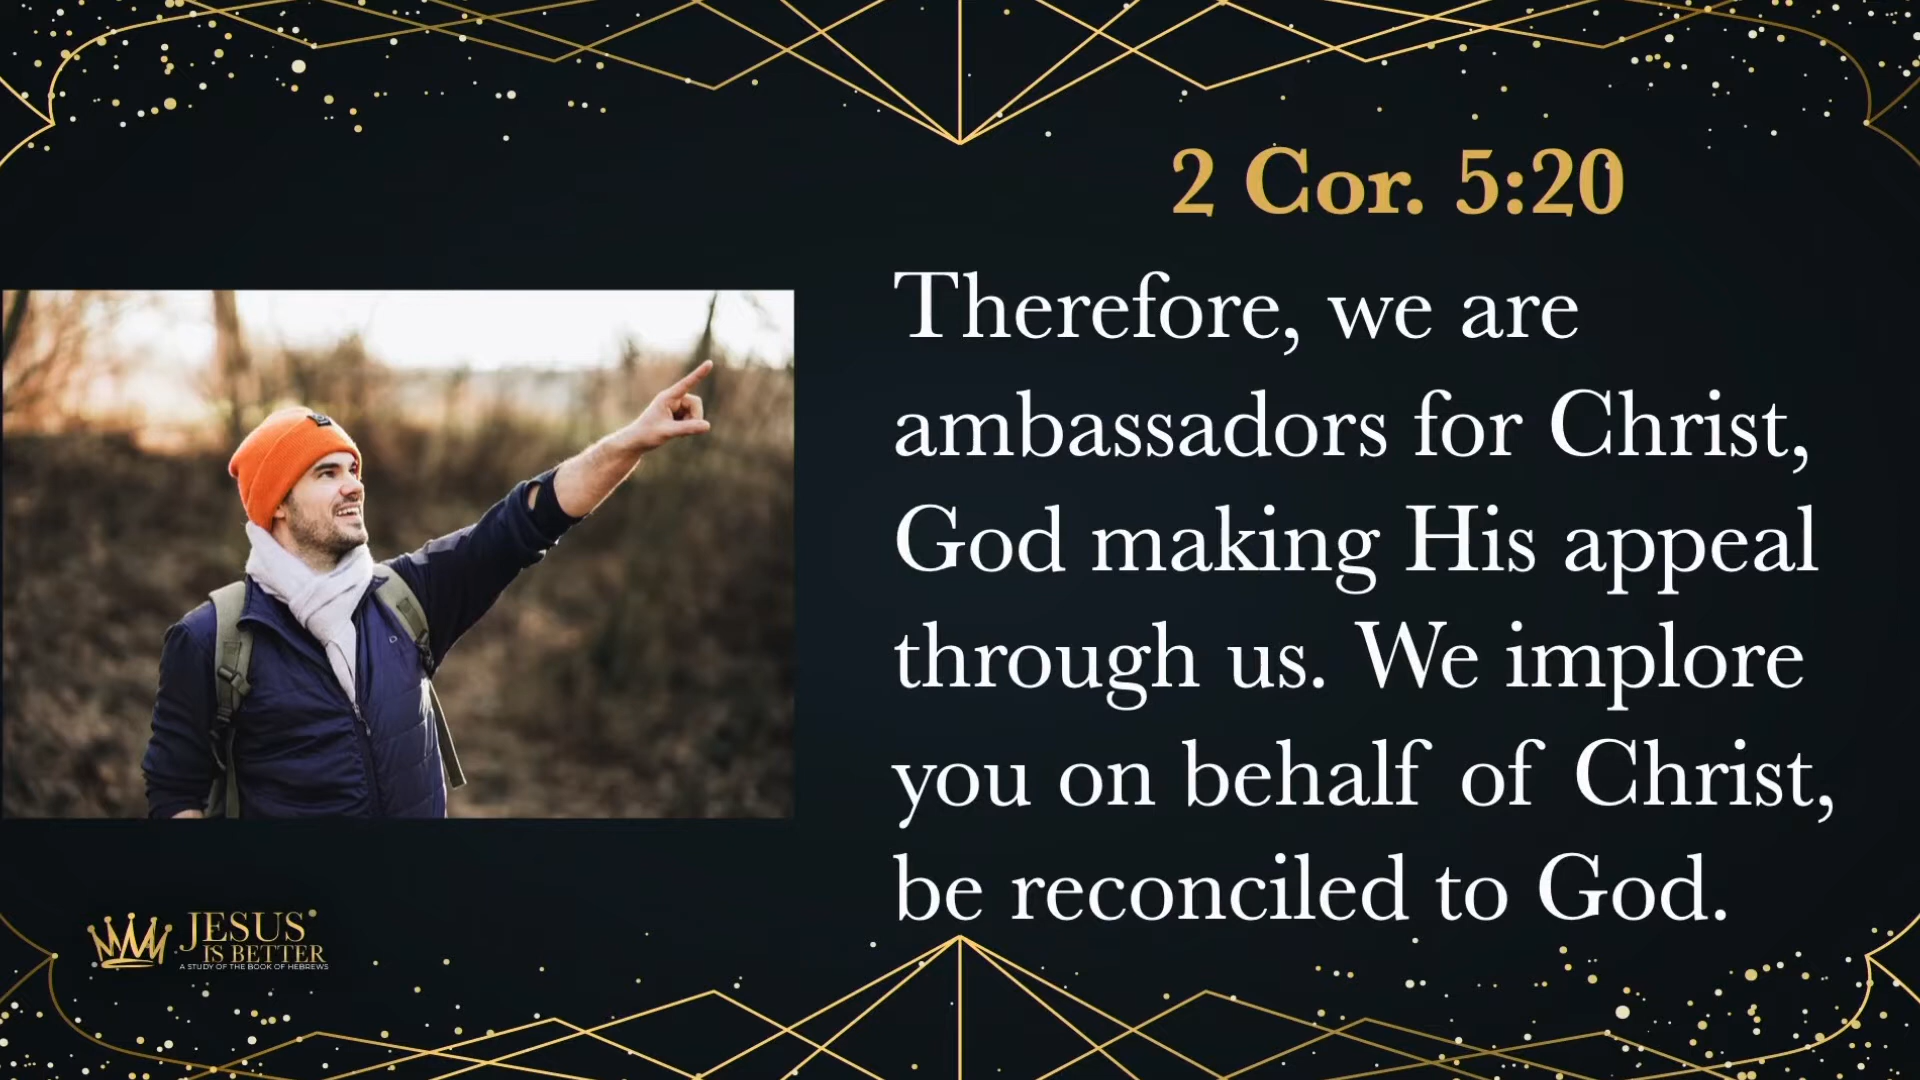 2 Cor. 5:20
Therefore, we are
ambassadors for Christ,
God making His appeal
through us. We implore
you on behalf of Christ,
be reconciled to God.
JESUS
IS BETTER
A STUDY OF THE BOOK OF HEBREWS